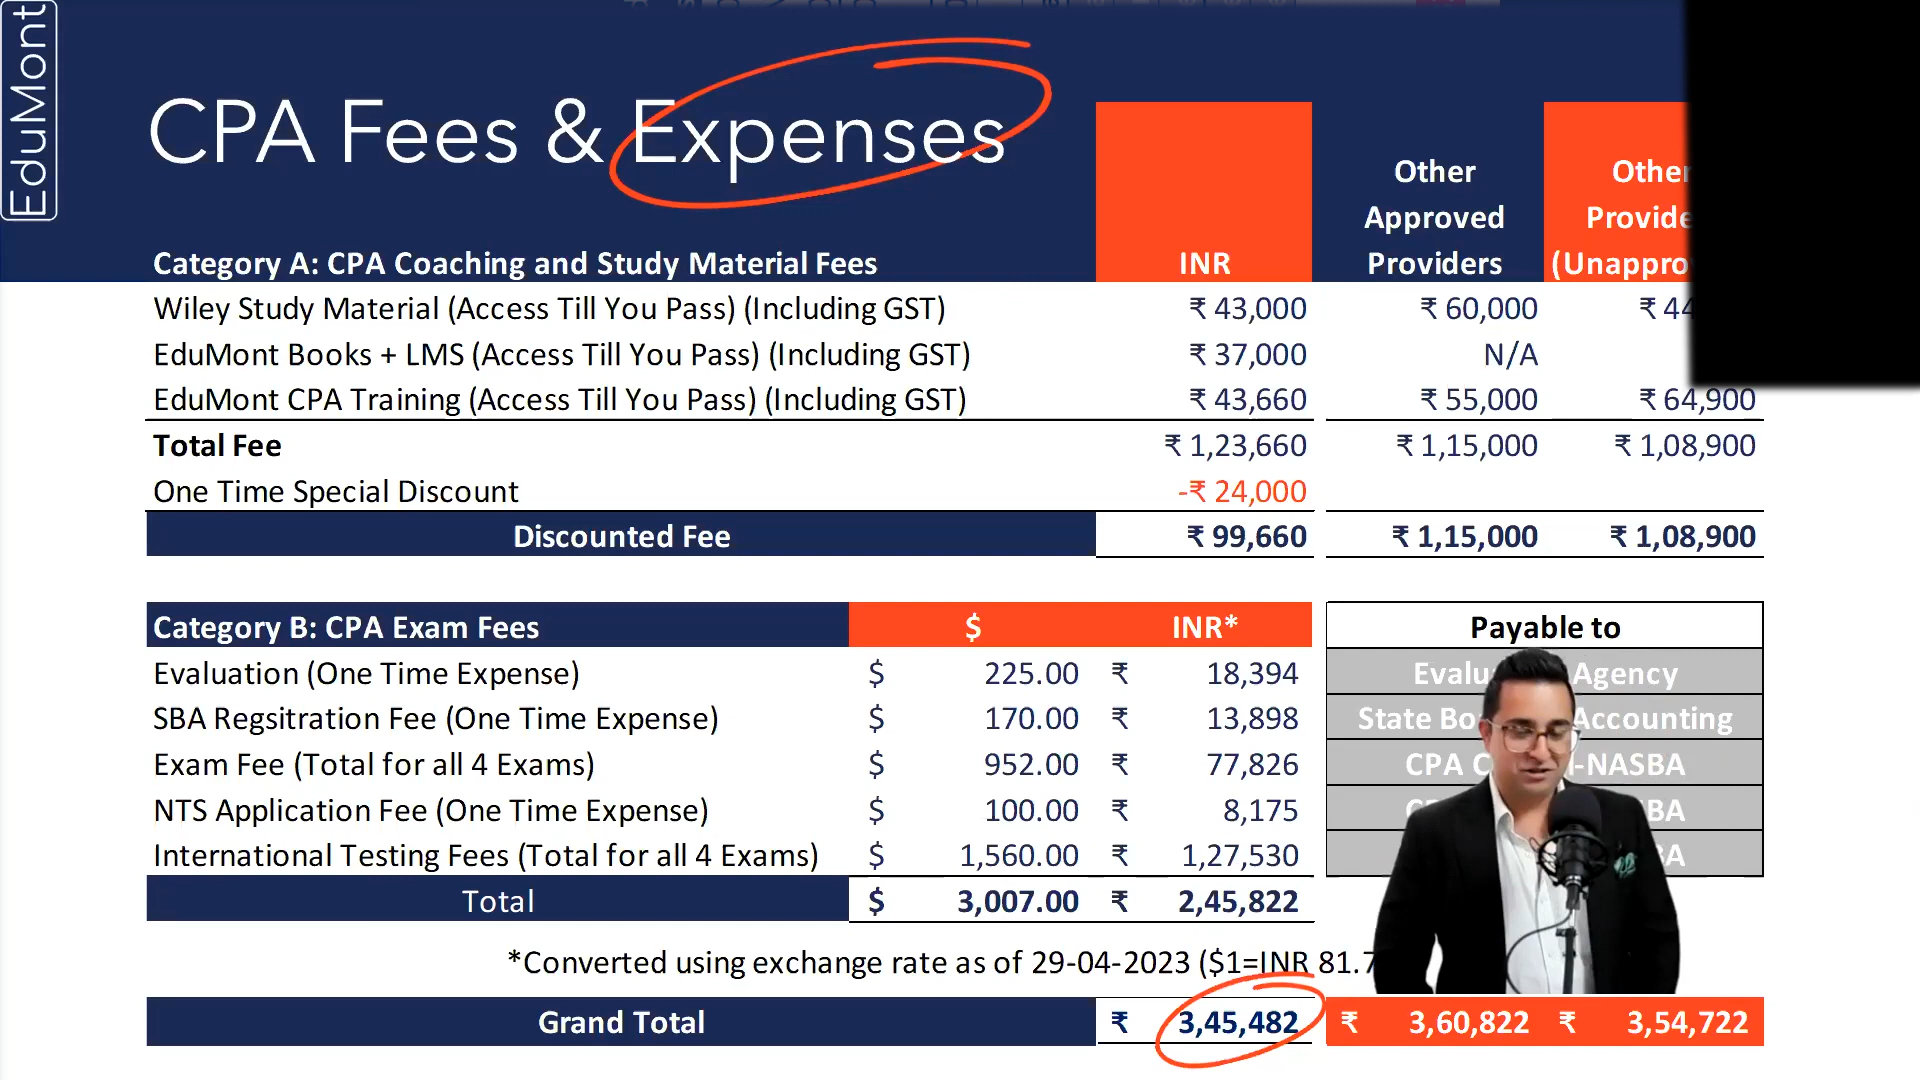 EduMont
CPA Fees & Expenses
Category A: CPA Coaching and Study Material Fees INR Other Approved Providers
Wiley Study Material (Access Till You Pass) (Including GST) ₹ 43,000 ₹ 60,000 ₹ 44
EduMont Books + LMS (Access Till You Pass) (Including GST) ₹ 37,000 N/A
EduMont CPA Training (Access Till You Pass) (Including GST) ₹ 43,660 ₹ 55,000 ₹ 64,900
Total Fee ₹ 1,23,660 ₹ 1,15,000 ₹ 1,08,900
One Time Special Discount -₹ 24,000
Discounted Fee ₹ 99,660 ₹ 1,15,000 ₹ 1,08,900
Category B: CPA Exam Fees $ INR* Payable to
Evaluation (One Time Expense) $ 225.00 ₹ 18,394 Agency
SBA Regsitration Fee (One Time Expense) $ 170.00 ₹ 13,898 State Accounting
Exam Fee (Total for all 4 Exams) $ 952.00 ₹ 77,826 CPA -NASBA
NTS Application Fee (One Time Expense) $ 100.00 ₹ 8,175
International Testing Fees (Total for all 4 Exams) $ 1,560.00 ₹ 1,27,530
Total $ 3,007.00 ₹ 2,45,822
*Converted using exchange rate as of 29-04-2023 ($1=INR 81.7
Grand Total ₹ 3,45,482 ₹ 3,60,822 ₹ 3,54,722